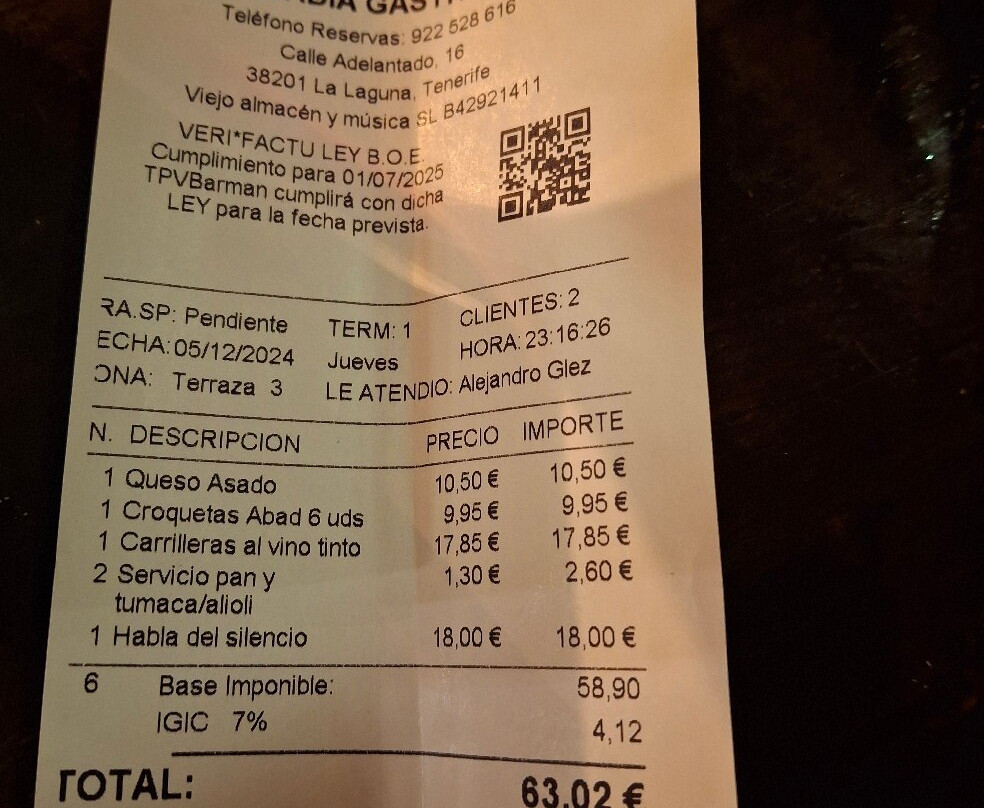 Teléfono Reservas: 922 528 616
Calle Adelantado, 16
38201 La Laguna, Tenerife
Viejo almacén y música SL B42921411
VERI*FACTU LEY B.O.E.
Cumplimiento para 01/07/2025
TPVBarman cumplirá con dicha
LEY para la fecha prevista.
RA.SP: Pendiente TERM: 1 CLIENTES: 2
ECHA: 05/12/2024 Jueves HORA: 23:16:26
ONA: Terraza 3 LE ATENDIO: Alejandro Glez
N. DESCRIPCION PRECIO IMPORTE
1 Queso Asado 10,50 € 10,50 €
1 Croquetas Abad 6 uds 9,95 € 9,95 €
1 Carrilleras al vino tinto 17,85 € 17,85 €
2 Servicio pan y 1,30 € 2,60 €
tumaca/alioli
1 Habla del silencio 18,00 € 18,00 €
6 Base Imponible: 58,90
IGIC 7% 4,12
TOTAL: 63,02 €